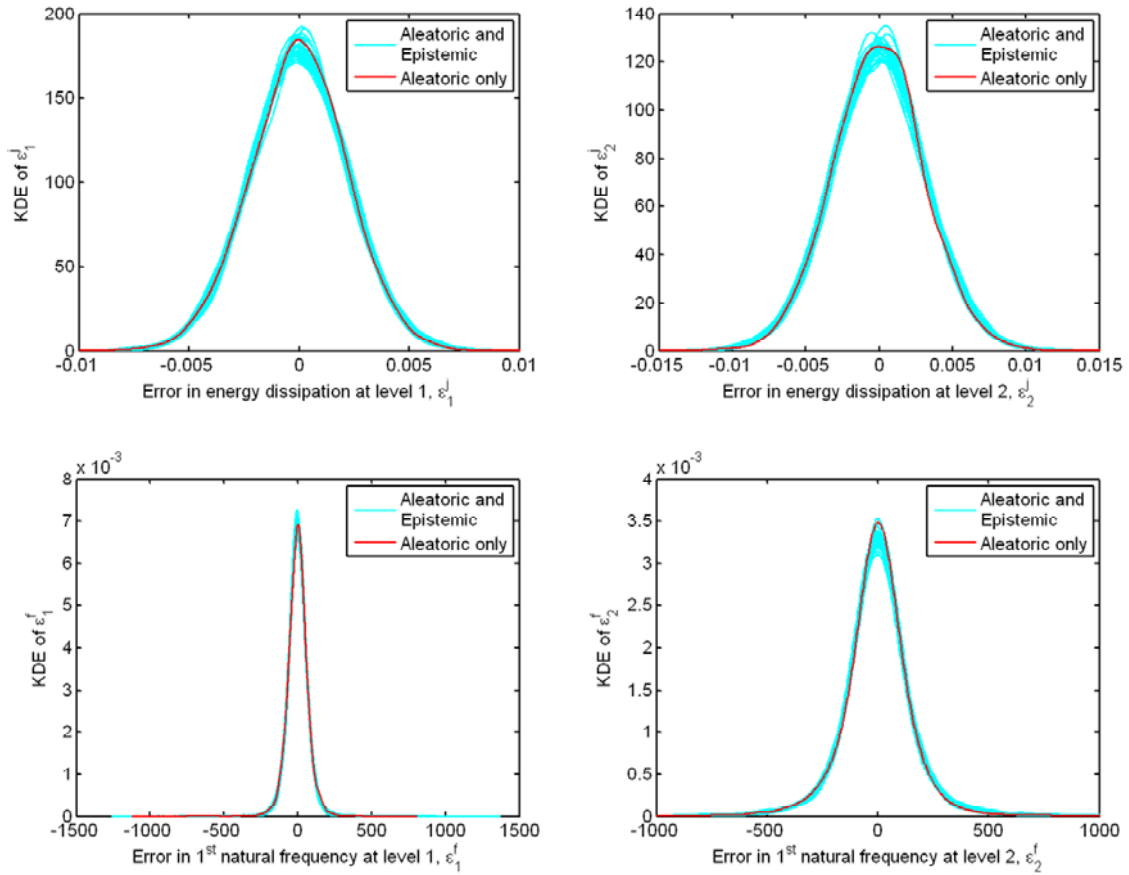 200
150
100
50
0
-0.01
-0.005
0
0.005
0.01
KDE of ε₁ʲ
Error in energy dissipation at level 1, ε₁ʲ
Aleatoric and
Epistemic
Aleatoric only
140
120
100
80
60
40
20
0
-0.015
-0.01
-0.005
0
0.005
0.01
0.015
KDE of ε₂ʲ
Error in energy dissipation at level 2, ε₂ʲ
Aleatoric and
Epistemic
Aleatoric only
x 10⁻³
8
7
6
5
4
3
2
1
0
-1500
-1000
-500
0
500
1000
1500
KDE of ε₁ᶠ
Error in 1ˢᵗ natural frequency at level 1, ε₁ᶠ
Aleatoric and
Epistemic
Aleatoric only
x 10⁻³
4
3.5
3
2.5
2
1.5
1
0.5
0
-1000
-500
0
500
1000
KDE of ε₂ᶠ
Error in 1ˢᵗ natural frequency at level 2, ε₂ᶠ
Aleatoric and
Epistemic
Aleatoric only